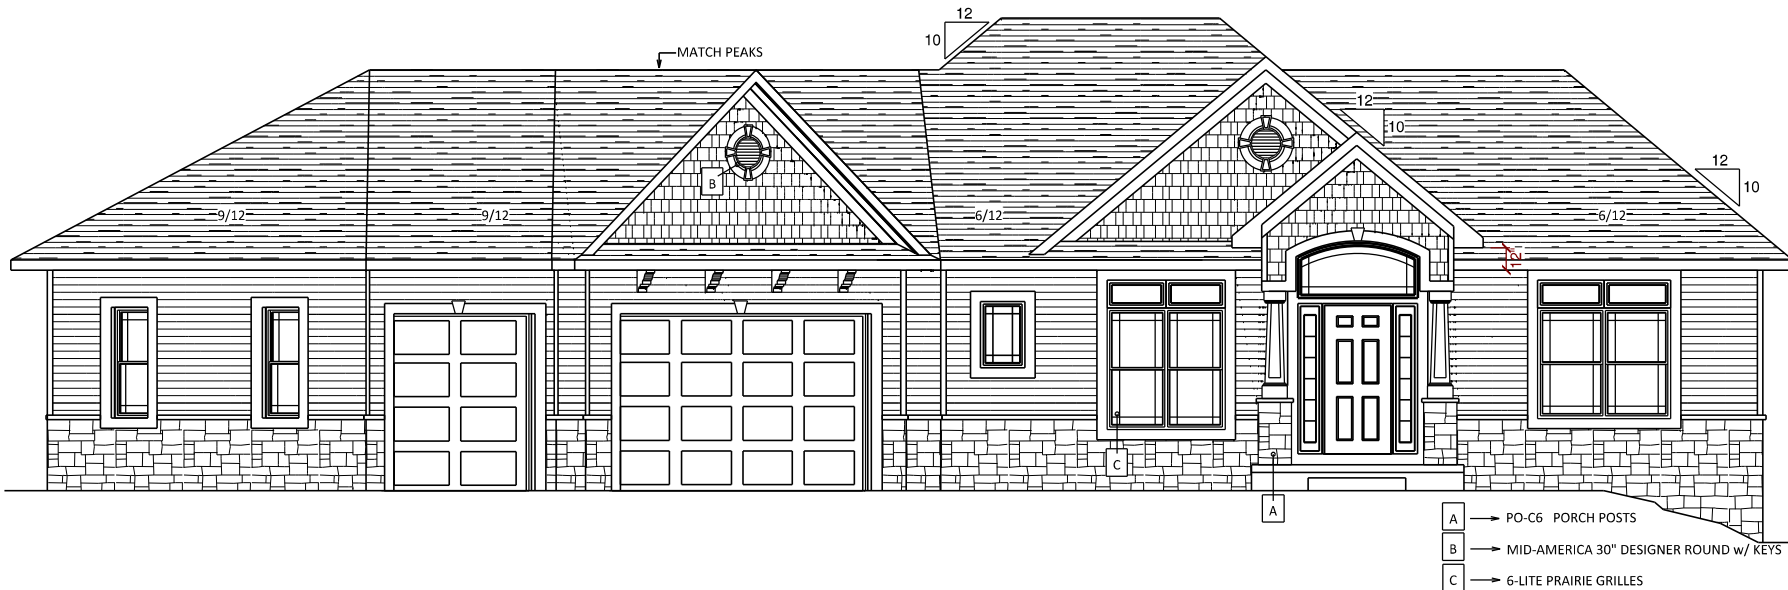 12
10
MATCH PEAKS
12
10
12
10
B
9/12
9/12
6/12
6/12
12"
C
A
A PO-C6 PORCH POSTS
B MID-AMERICA 30" DESIGNER ROUND w/ KEYS
C 6-LITE PRAIRIE GRILLES